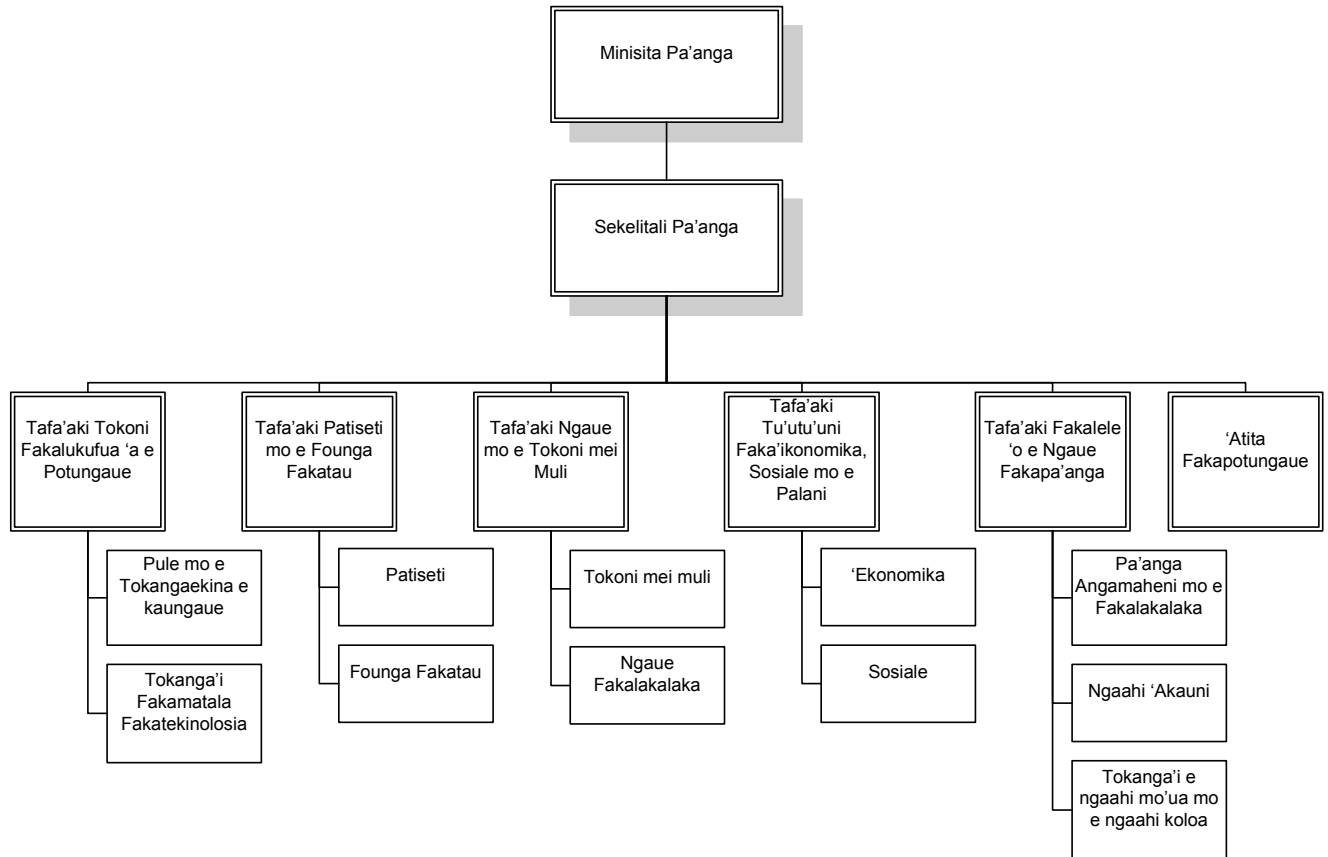 Minisita Pa’anga
Sekelitali Pa’anga
Tafa’aki Tokoni
Fakalukufua ‘a e
Potungaue
Tafa’aki Patiseti
mo e Founga
Fakatau
Tafa’aki Ngaue
mo e Tokoni mei
Muli
Tafa’aki
Tu’utu’uni
Faka’ikonomika,
Sosiale mo e
Palani
Tafa’aki Fakalele
‘o e Ngaue
Fakapa’anga
‘Atita
Fakapotungaue
Pule mo e
Tokangaekina e
kaungaue
Tokanga’i
Fakamatala
Fakatekinolosia
Patiseti
Founga Fakatau
Tokoni mei muli
Ngaue
Fakalakalaka
‘Ekonomika
Sosiale
Pa’anga
Angamaheni mo e
Fakalakalaka
Ngaahi ‘Akauni
Tokanga’i e
ngaahi mo’ua mo
e ngaahi koloa